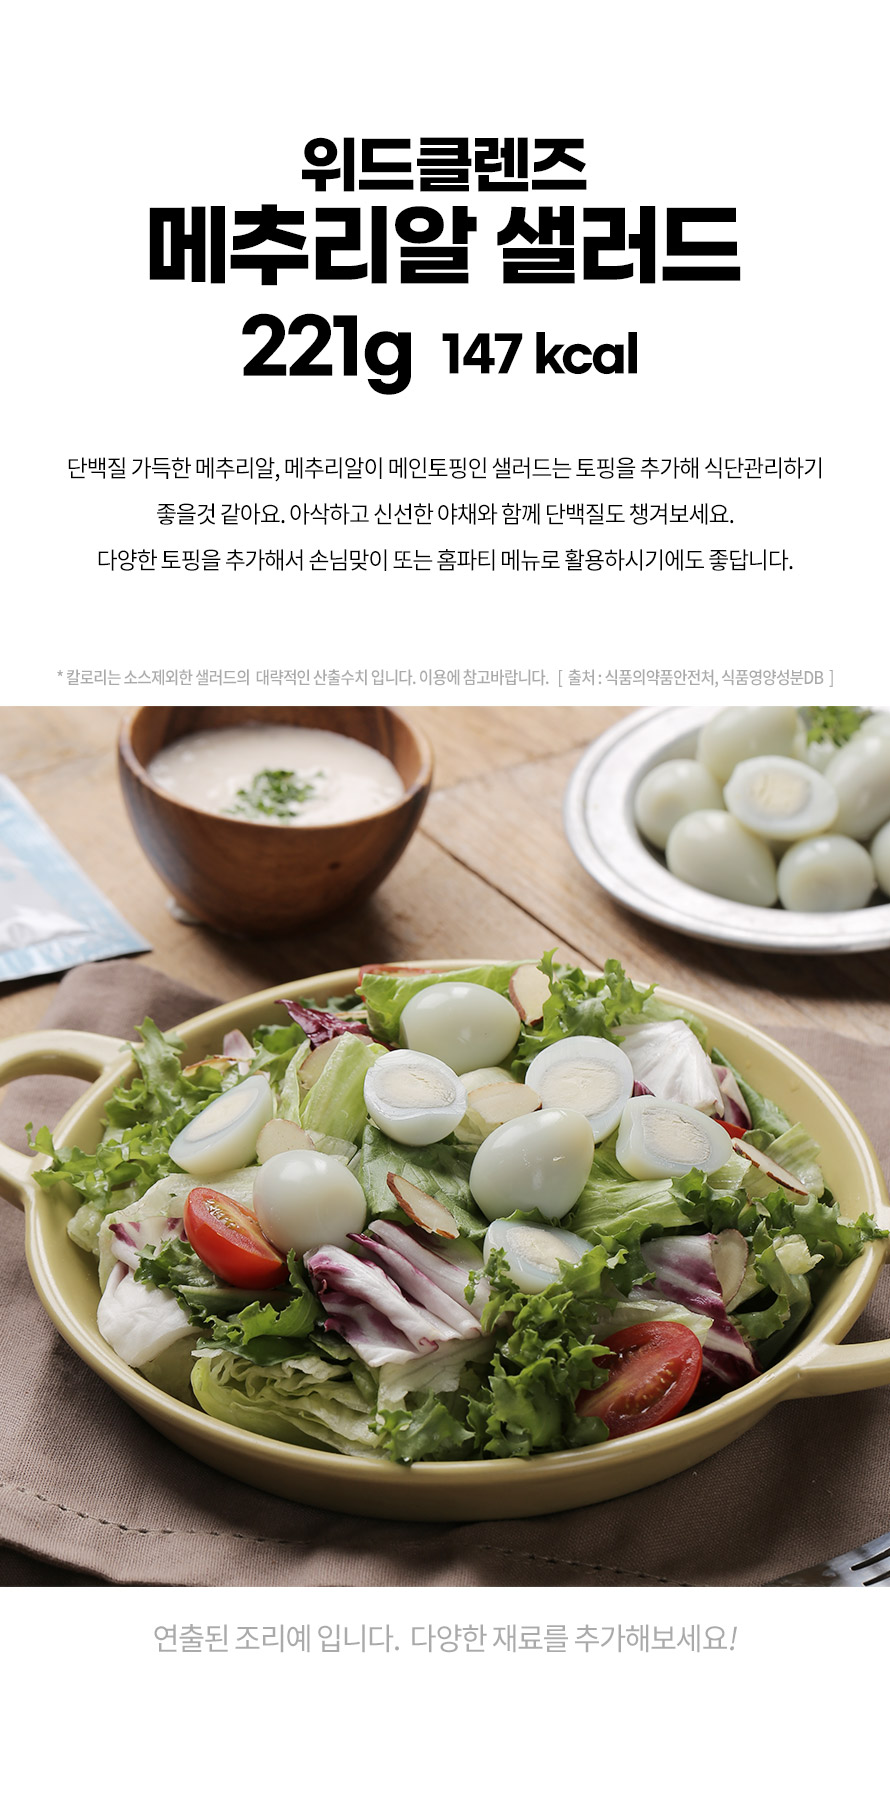 위드클렌즈
메추리알 샐러드
221g 147 kcal
단백질 가득한 메추리알, 메추리알이 메인토핑인 샐러드는 토핑을 추가해 식단관리하기
좋을것 같아요. 아삭하고 신선한 야채와 함께 단백질도 챙겨보세요.
다양한 토핑을 추가해서 손님맞이 또는 홈파티 메뉴로 활용하시기에도 좋답니다.
* 칼로리는 소스제외한 샐러드의 대략적인 산출수치 입니다. 이용에 참고바랍니다. [ 출처 : 식품의약품안전처, 식품영양성분DB ]
연출된 조리예 입니다. 다양한 재료를 추가해보세요!